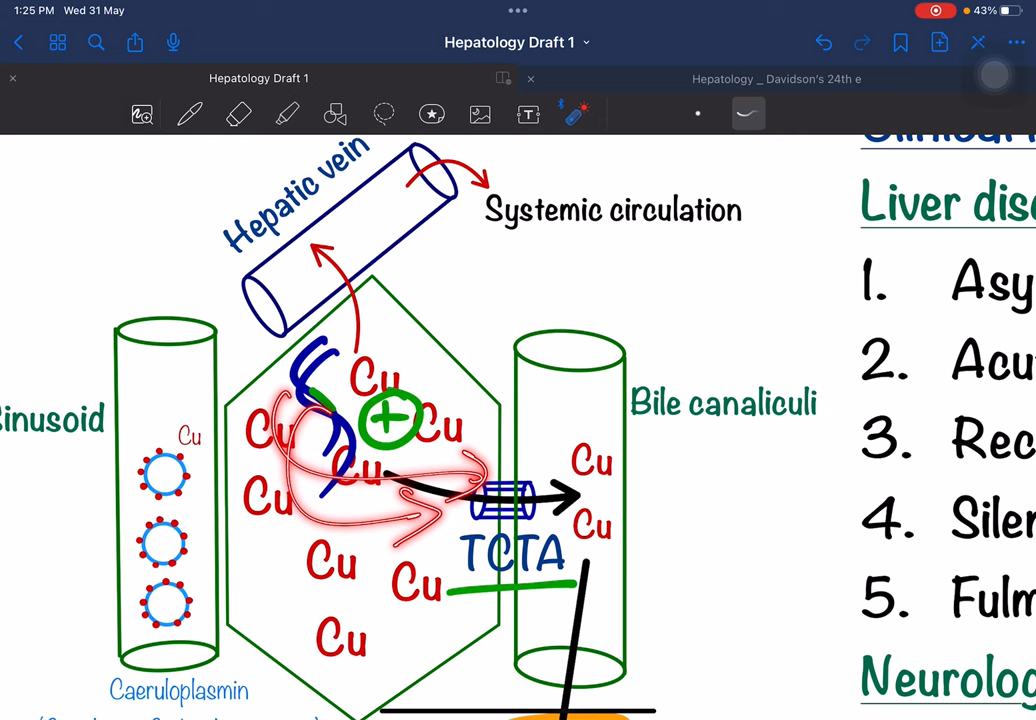 1:25 PM Wed 31 May
43%
Hepatology Draft 1
Hepatology Draft 1
Hepatology _ Davidson's 24th e
T
Hepatic vein
Systemic circulation
Liver dis
1. Asy
2. Acu
3. Rec
4. Siler
5. Fulm
Neurolog
inusoid
Cu
Cu
Cu
Cu
+
Cu
Cu
Cu
Cu
Cu
Cu
Bile canaliculi
Cu
Cu
TCTA
Caeruloplasmin